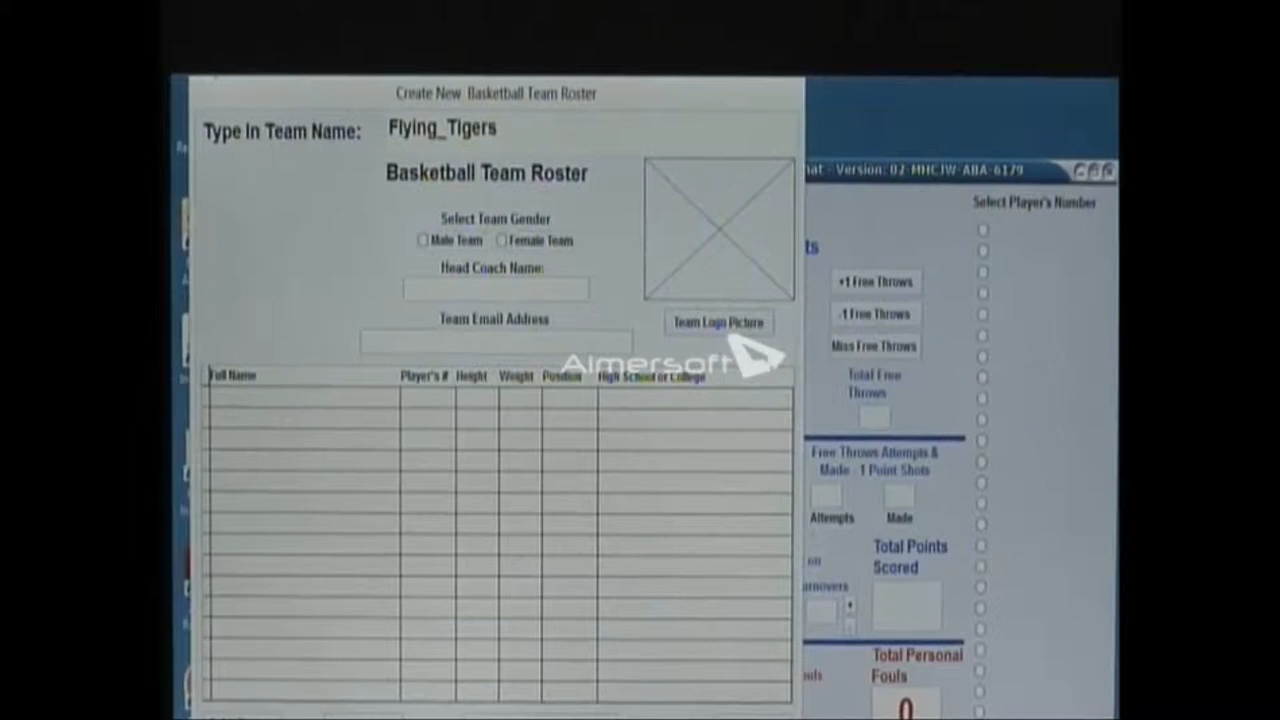 Create New Basketball Team Roster
Type In Team Name: Flying_Tigers
Basketball Team Roster
Select Team Gender
Male Team Female Team
Head Coach Name:
Team Email Address
Team Logo Picture
Aimersoft
Full Name Player's # Height Weight Position High School or College
- Version: 02-MHCJW-ABA-6179
Select Player's Number
ts
+1 Free Throws
-1 Free Throws
Miss Free Throws
Total Free
Throws
Free Throws Attempts &
Made - 1 Point Shots
Attempts Made
Total Points
Scored
Total Personal
Fouls
0